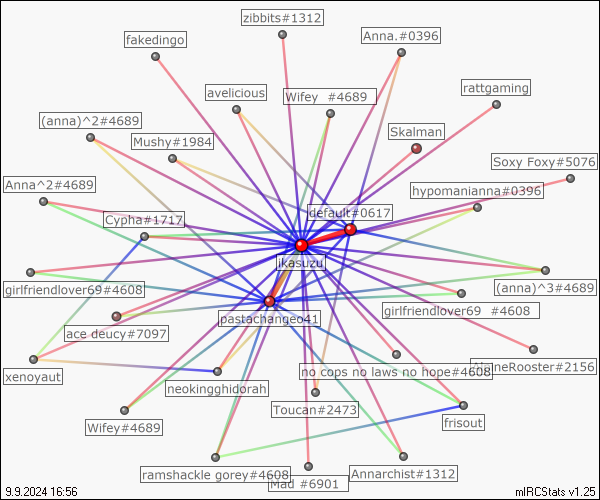 zibbits#1312
Anna.#0396
fakedingo
rattgaming
avelicious
Wifey #4689
(anna)^2#4689
Skalman
Mushy#1984
Soxy Foxy#5076
Anna^2#4689
hypomanianna#0396
default#0617
Cypha#1717
jkasuzu
girlfriendlover69#4608
(anna)^3#4689
girlfriendlover69 #4608
pastachangeo41
ace deucy#7097
no cops no laws no hope#4608
Rooster#2156
xenoyaut
neokingghidorah
Toucan#2473
Wifey#4689
frisout
ramshackle gorey#4608
Mad #6901
Annarchist#1312
9.9.2024 16:56
mIRCStats v1.25